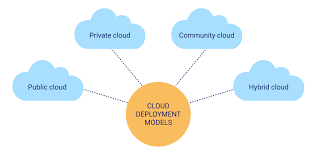 Private cloud
Community cloud
Public cloud
Hybrid cloud
CLOUD
DEPLOYMENT
MODELS